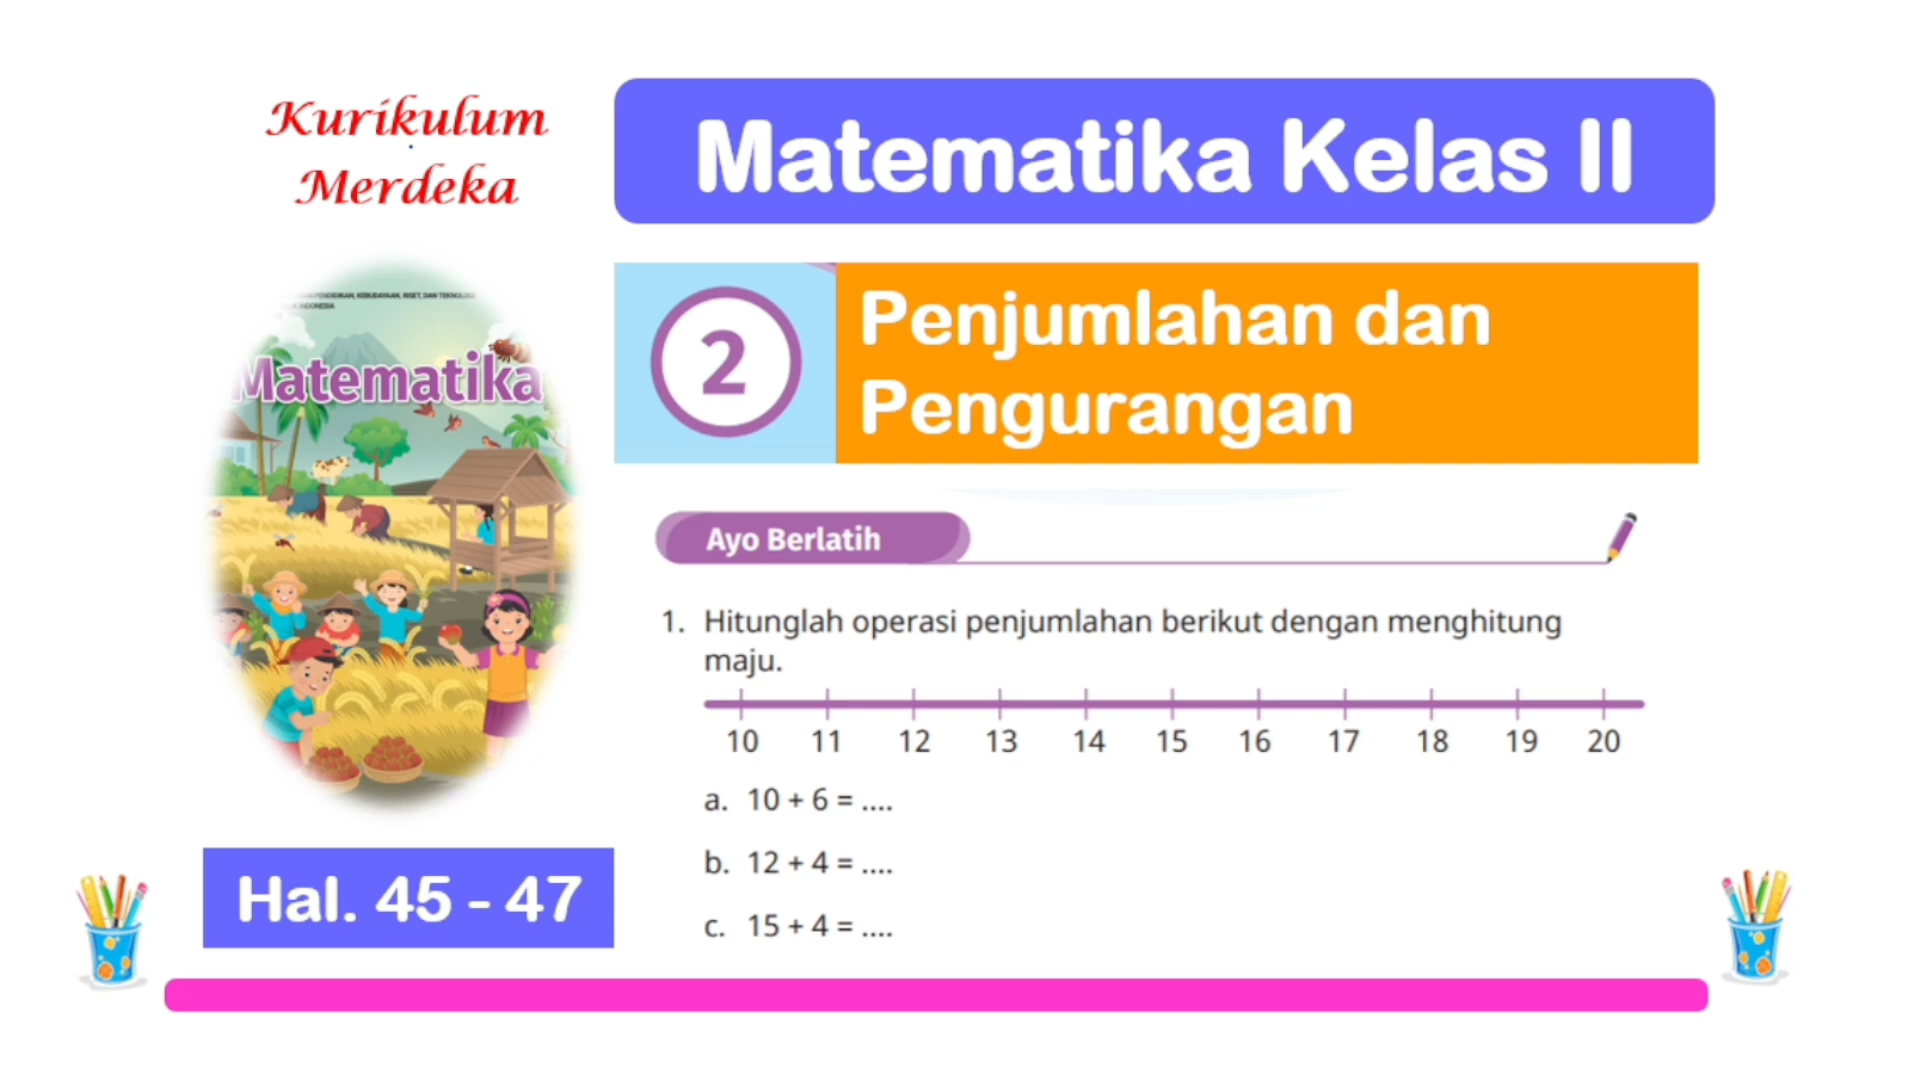 Kurikulum
Merdeka
Matematika Kelas II
Matematika
2
Penjumlahan dan
Pengurangan
Ayo Berlatih
1. Hitunglah operasi penjumlahan berikut dengan menghitung
maju.
10 11 12 13 14 15 16 17 18 19 20
a. 10 + 6 = ....
b. 12 + 4 = ....
c. 15 + 4 = ....
Hal. 45 - 47